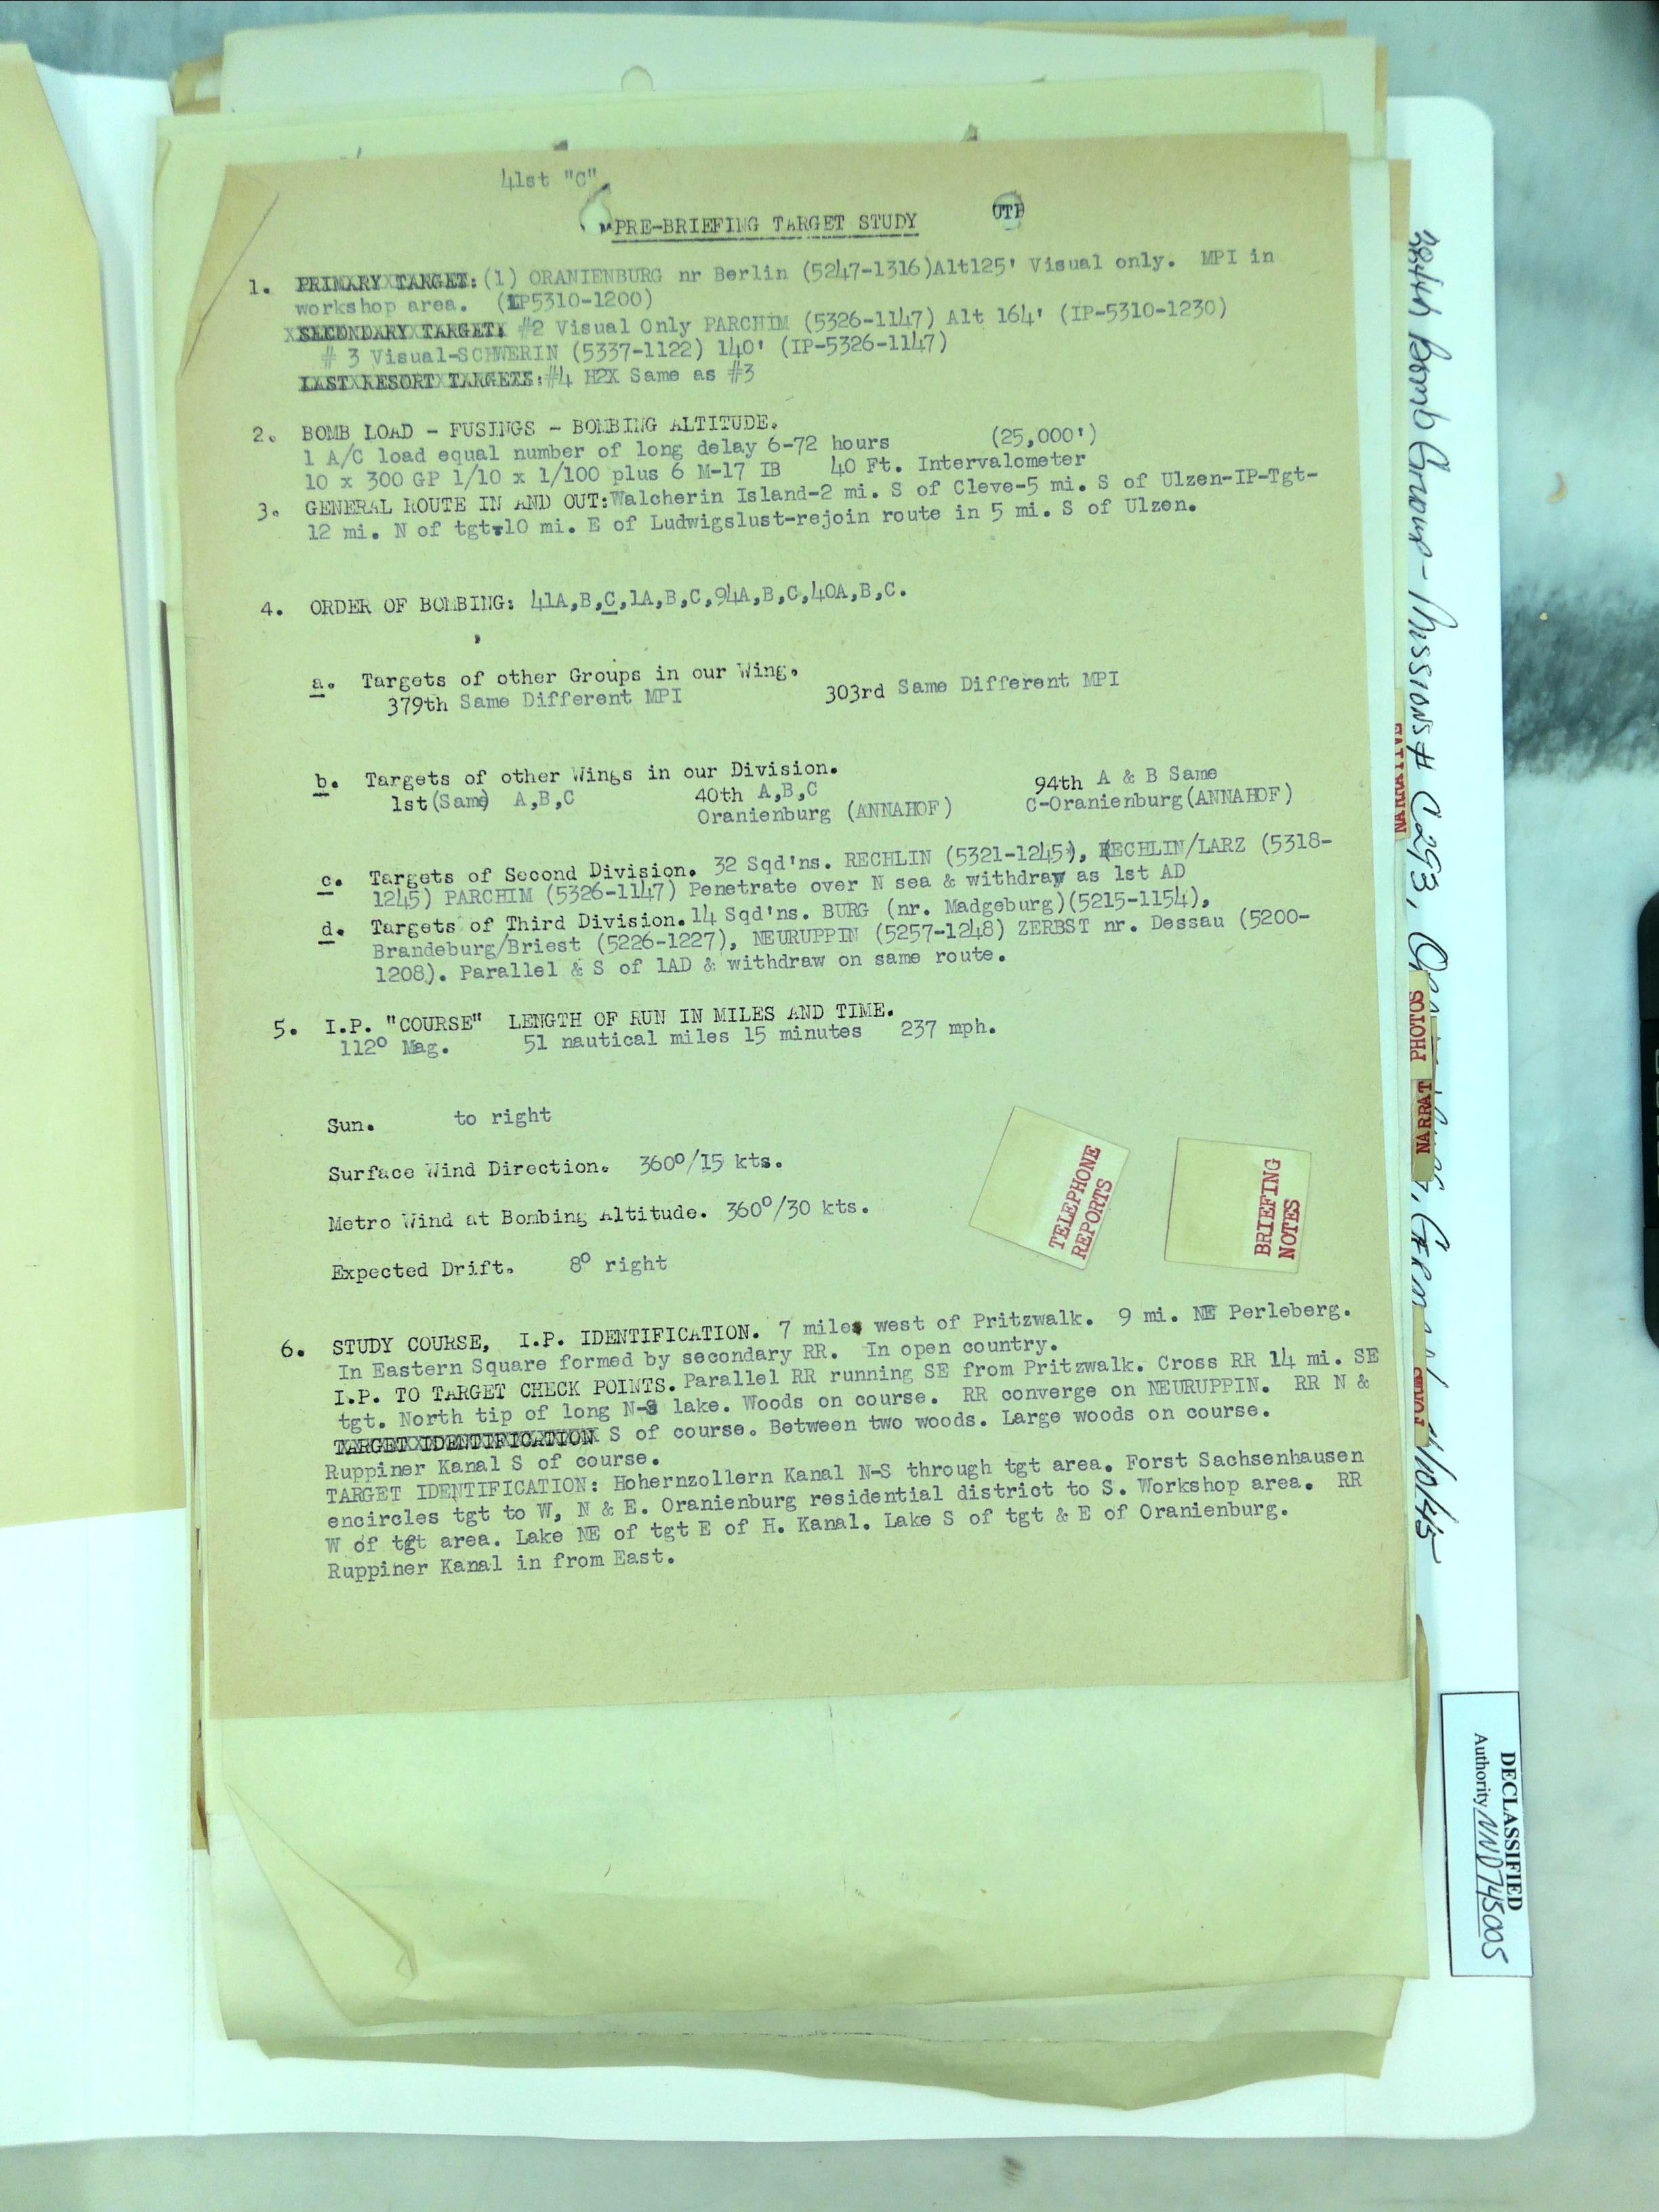 41st "C"
PRE-BRIEFING TARGET STUDY
1. PRIMARY TARGET: (1) ORANIENBURG nr Berlin (5247-1316)Alt125' Visual only. MPI in
workshop area. (IP5310-1200)
SECONDARY TARGET. #2 Visual Only PARCHIM (5326-1147) Alt 164' (IP-5310-1230)
# 3 Visual-SCHWERIN (5337-1122) 140' (IP-5326-1147)
LAST RESORT TARGETS:#4 H2X Same as #3
2. BOMB LOAD - FUSINGS - BOMBING ALTITUDE.
1 A/C load equal number of long delay 6-72 hours (25,000')
10 x 300 GP 1/10 x 1/100 plus 6 M-17 IB 40 Ft. Intervalometer
3. GENERAL ROUTE IN AND OUT:Walcherin Island-2 mi. S of Cleve-5 mi. S of Ulzen-IP-Tgt-
12 mi. N of tgt-10 mi. E of Ludwigslust-rejoin route in 5 mi. S of Ulzen.
4. ORDER OF BOMBING: 41A,B,C,1A,B,C,94A,B,C,40A,B,C.
a. Targets of other Groups in our Wing.
379th Same Different MPI 303rd Same Different MPI
b. Targets of other Wings in our Division.
1st(Same) A,B,C 40th A,B,C 94th A & B Same
Oranienburg (ANNAHOF) C-Oranienburg(ANNAHOF)
c. Targets of Second Division. 32 Sqd'ns. RECHLIN (5321-1245), RECHLIN/LARZ (5318-
1245) PARCHIM (5326-1147) Penetrate over N sea & withdraw as 1st AD
d. Targets of Third Division. 14 Sqd'ns. BURG (nr. Madgeburg)(5215-1154),
Brandeburg/Briest (5226-1227), NEURUPPIN (5257-1248) ZERBST nr. Dessau (5200-
1208). Parallel & S of 1AD & withdraw on same route.
5. I.P. "COURSE" LENGTH OF RUN IN MILES AND TIME.
112° Mag. 51 nautical miles 15 minutes 237 mph.
Sun. to right
Surface Wind Direction. 360°/15 kts.
Metro Wind at Bombing Altitude. 360°/30 kts.
Expected Drift. 8° right
TELEPHONE
REPORTS
BRIEFING
NOTES
6. STUDY COURSE, I.P. IDENTIFICATION. 7 miles west of Pritzwalk. 9 mi. NE Perleberg.
In Eastern Square formed by secondary RR. In open country.
I.P. TO TARGET CHECK POINTS. Parallel RR running SE from Pritzwalk. Cross RR 14 mi. SE
tgt. North tip of long N-S lake. Woods on course. RR converge on NEURUPPIN. RR N &
TARGET IDENTIFICATION S of course. Between two woods. Large woods on course.
Ruppiner Kanal S of course.
TARGET IDENTIFICATION: Hohernzollern Kanal N-S through tgt area. Forst Sachsenhausen
encircles tgt to W, N & E. Oranienburg residential district to S. Workshop area. RR
W of tgt area. Lake NE of tgt E of H. Kanal. Lake S of tgt & E of Oranienburg.
Ruppiner Kanal in from East.
384th Bomb Group - Missions # C293,
4/10/45
NARRATIVE
PHOTOS
NARRAT
FORMS
DECLASSIFIED
Authority NND745005